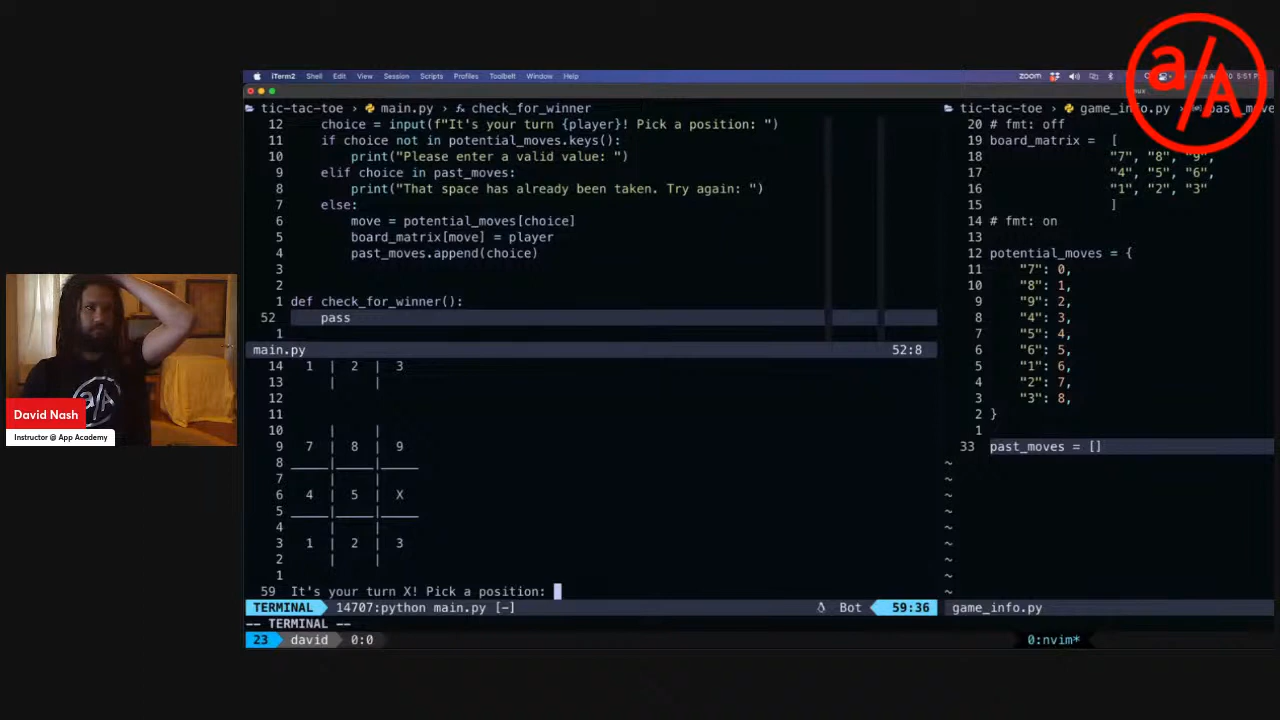 a/A
iTerm2 Shell Edit View Session Scripts Profiles Toolbelt Window Help
zoom
5:51 P
tic-tac-toe > main.py > check_for_winner
12 choice = input(f"It's your turn {player}! Pick a position: ")
11 if choice not in potential_moves.keys():
10 print("Please enter a valid value: ")
9 elif choice in past_moves:
8 print("That space has already been taken. Try again: ")
7 else:
6 move = potential_moves[choice]
5 board_matrix[move] = player
4 past_moves.append(choice)
3
2
1 def check_for_winner():
52 pass
1
main.py 52:8
14 1 | 2 | 3
13 | |
12
11
10 | |
9 7 | 8 | 9
8 ____|____|____
7 | |
6 4 | 5 | X
5 ____|____|____
4 | |
3 1 | 2 | 3
2 | |
1
59 It's your turn X! Pick a position:
TERMINAL 14707:python main.py [-] Bot 59:36
-- TERMINAL --
23 david 0:0 0:nvim*
tic-tac-toe > game_info.py > past_move
20 # fmt: off
19 board_matrix = [
18 "7", "8", "9",
17 "4", "5", "6",
16 "1", "2", "3"
15 ]
14 # fmt: on
13
12 potential_moves = {
11 "7": 0,
10 "8": 1,
9 "9": 2,
8 "4": 3,
7 "5": 4,
6 "6": 5,
5 "1": 6,
4 "2": 7,
3 "3": 8,
2 }
1
33 past_moves = []
~
~
~
~
~
~
~
~
~
game_info.py
a/A
David Nash
Instructor @ App Academy